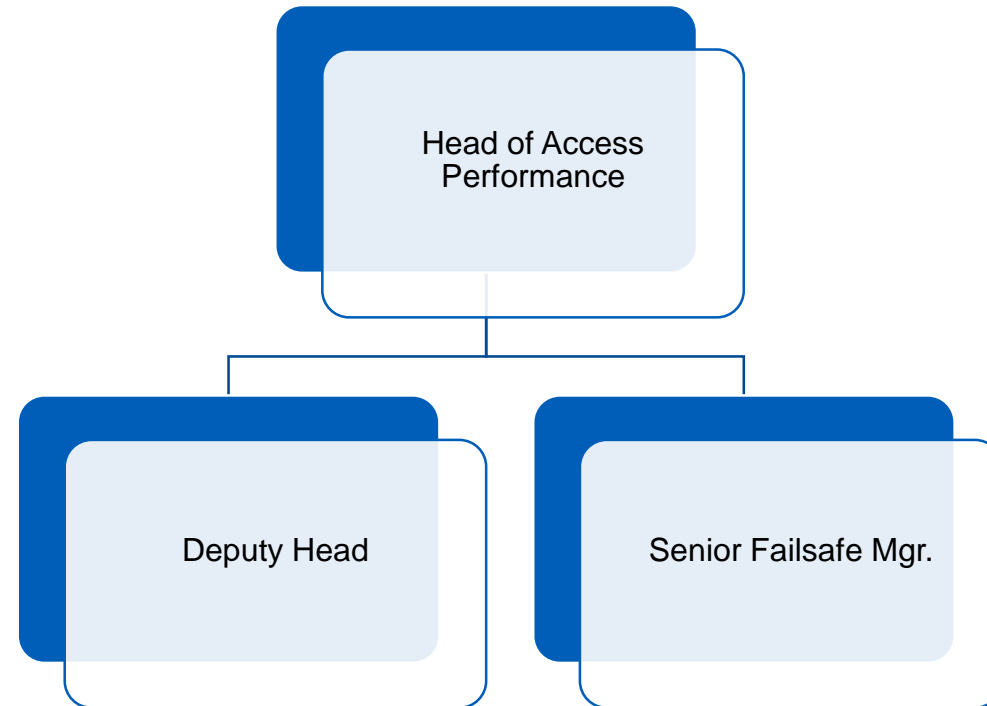 Head of Access
Performance
Deputy Head
Senior Failsafe Mgr.